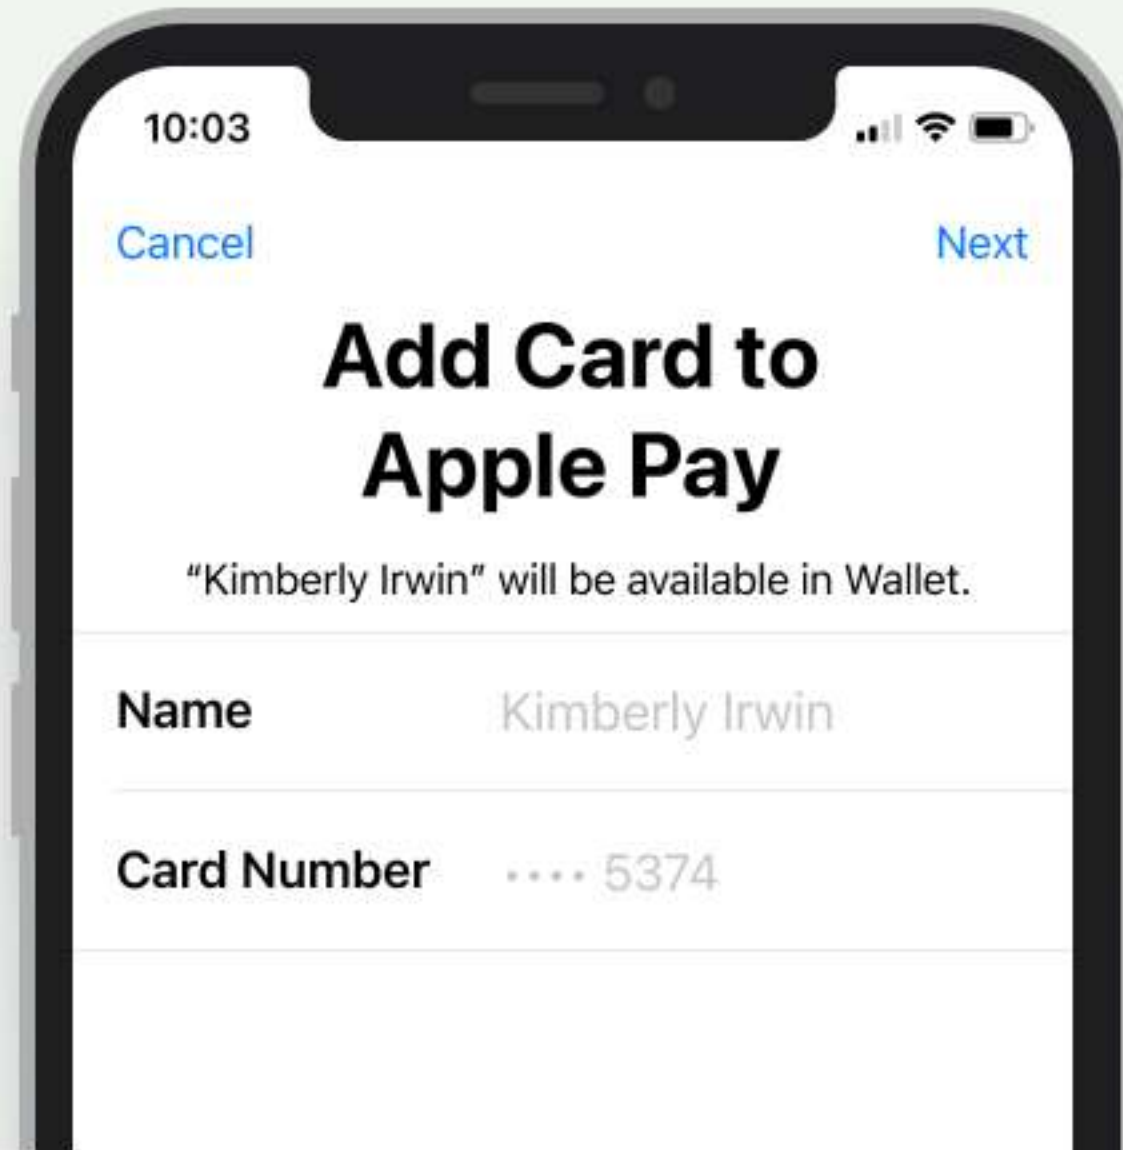 10:03
Cancel
Next
Add Card to
Apple Pay
“Kimberly Irwin” will be available in Wallet.
Name
Kimberly Irwin
Card Number
···· 5374